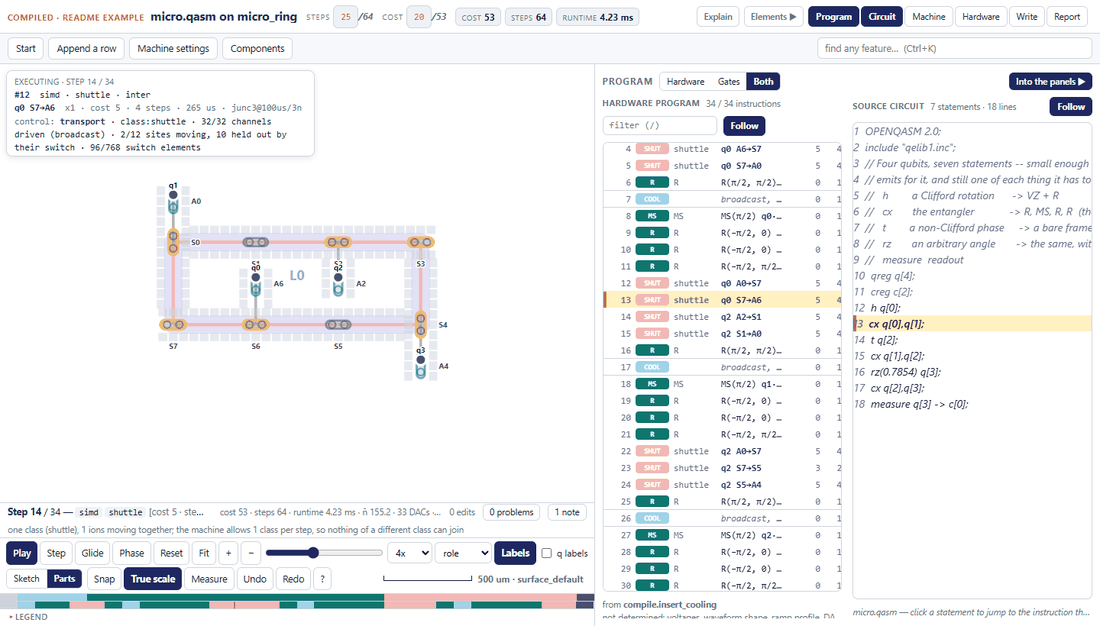 COMPILED · README EXAMPLE micro.qasm on micro_ring STEPS 25 /64 COST 20 /53 COST 53 STEPS 64 RUNTIME 4.23 ms Explain Elements ▶ Program Circuit Machine Hardware Write Report
Start Append a row Machine settings Components find any feature… (Ctrl+K)
EXECUTING · STEP 14 / 34
#12 simd · shuttle · inter
q0 S7→A6 x1 · cost 5 · 4 steps · 265 us · junc3@100us/3n
control: transport · class:shuttle · 32/32 channels
driven (broadcast) · 2/12 sites moving, 10 held out by
their switch · 96/768 switch elements
q1
A0
S0
S3
q0
q2
L0
A6
A2
S4
S7
S6
S5
q3
A4
PROGRAM Hardware Gates Both Into the panels ▶
HARDWARE PROGRAM 34 / 34 instructions
filter (/) Follow
4 SHUT shuttle q0 A6→S7 5 4
5 SHUT shuttle q0 S7→A0 5 4
6 R R R(π/2, π/2)… 0 1
7 COOL broadcast, … 0 1
8 MS MS MS(π/2) q0·… 0 1
9 R R R(−π/2, 0) … 0 1
10 R R R(−π/2, 0) … 0 1
11 R R R(−π/2, π/2… 0 1
12 SHUT shuttle q0 A0→S7 5 4
13 SHUT shuttle q0 S7→A6 5 4
14 SHUT shuttle q2 A2→S1 5 4
15 SHUT shuttle q2 S1→A0 5 4
16 R R R(π/2, π/2)… 0 1
17 COOL broadcast, … 0 1
18 MS MS MS(π/2) q1·… 0 1
19 R R R(−π/2, 0) … 0 1
20 R R R(−π/2, 0) … 0 1
21 R R R(−π/2, π/2… 0 1
22 SHUT shuttle q2 A0→S7 5 4
23 SHUT shuttle q2 S7→S5 3 2
24 SHUT shuttle q2 S5→A4 5 4
25 R R R(π/2, π/2)… 0 1
26 COOL broadcast, … 0 1
27 MS MS MS(π/2) q2·… 0 1
28 R R R(−π/2, 0) … 0 1
29 R R R(−π/2, 0) … 0 1
30 R R R(−π/2, π/2… 0 1
from compile.insert_cooling
not determined: voltages, waveform shape, ramp profile, DA
SOURCE CIRCUIT 7 statements · 18 lines Follow
1 OPENQASM 2.0;
2 include "qelib1.inc";
3 // Four qubits, seven statements -- small enough
4 // emits for it, and still one of each thing it has to
5 // h a Clifford rotation -> VZ + R
6 // cx the entangler -> R, MS, R, R (th
7 // t a non-Clifford phase -> a bare frame
8 // rz an arbitrary angle -> the same, wit
9 // measure readout
10 qreg q[4];
11 creg c[2];
12 h q[0];
13 cx q[0],q[1];
14 t q[2];
15 cx q[1],q[2];
16 rz(0.7854) q[3];
17 cx q[2],q[3];
18 measure q[3] -> c[0];
micro.qasm — click a statement to jump to the instruction th…
Step 14 / 34 — simd shuttle [cost 5 · ste… cost 53 · steps 64 · runtime 4.23 ms · n̄ 155.2 · 33 DACs ·… 0 edits 0 problems 1 note
one class (shuttle), 1 ions moving together; the machine allows 1 class per step, so nothing of a different class can join
Play Step Glide Phase Reset Fit + − 4x role Labels q labels
Sketch Parts Snap True scale Measure Undo Redo ? 500 um · surface_default
▸ LEGEND